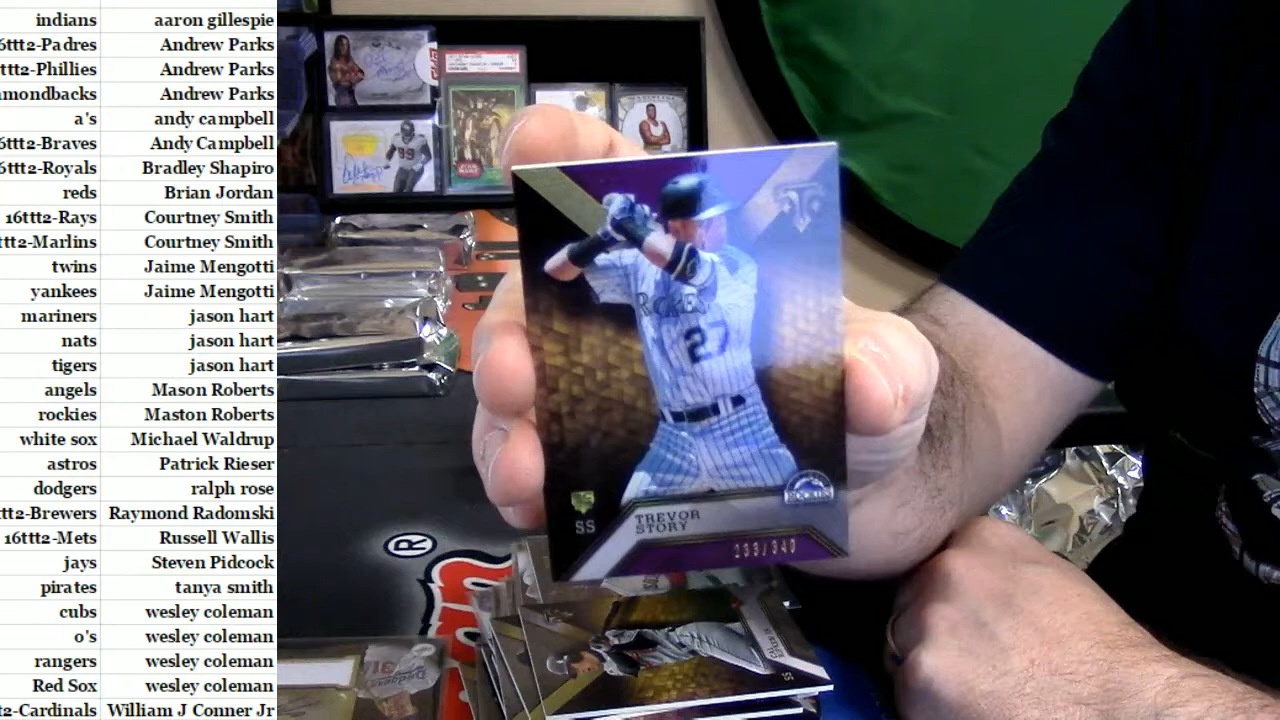 indians aaron gillespie
6ttt2-Padres Andrew Parks
ttt2-Phillies Andrew Parks
amondbacks Andrew Parks
a's andy campbell
6ttt2-Braves Andy Campbell
6ttt2-Royals Bradley Shapiro
reds Brian Jordan
16ttt2-Rays Courtney Smith
ttt2-Marlins Courtney Smith
twins Jaime Mengotti
yankees Jaime Mengotti
mariners jason hart
nats jason hart
tigers jason hart
angels Mason Roberts
rockies Maston Roberts
white sox Michael Waldrup
astros Patrick Rieser
dodgers ralph rose
ttt2-Brewers Raymond Radomski
16ttt2-Mets Russell Wallis
jays Steven Pidcock
pirates tanya smith
cubs wesley coleman
o's wesley coleman
rangers wesley coleman
Red Sox wesley coleman
t2-Cardinals William J Conner Jr
27
SS
TREVOR
STORY
233/340
99
®
SS